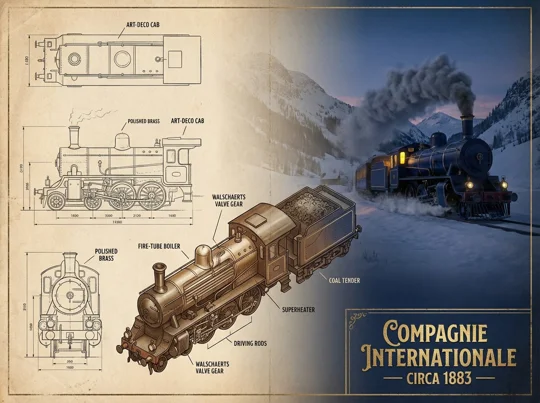 ART-DECO CAB
POLISHED BRASS
ART-DECO CAB
POLISHED
BRASS
WALSCHAERTS
VALVE GEAR
FIRE-TUBE BOILER
COAL TENDER
SUPERHEATER
DRIVING RODS
WALSCHAERTS
VALVE GEAR
COMPAGNIE
INTERNATIONALE
— CIRCA 1883 —